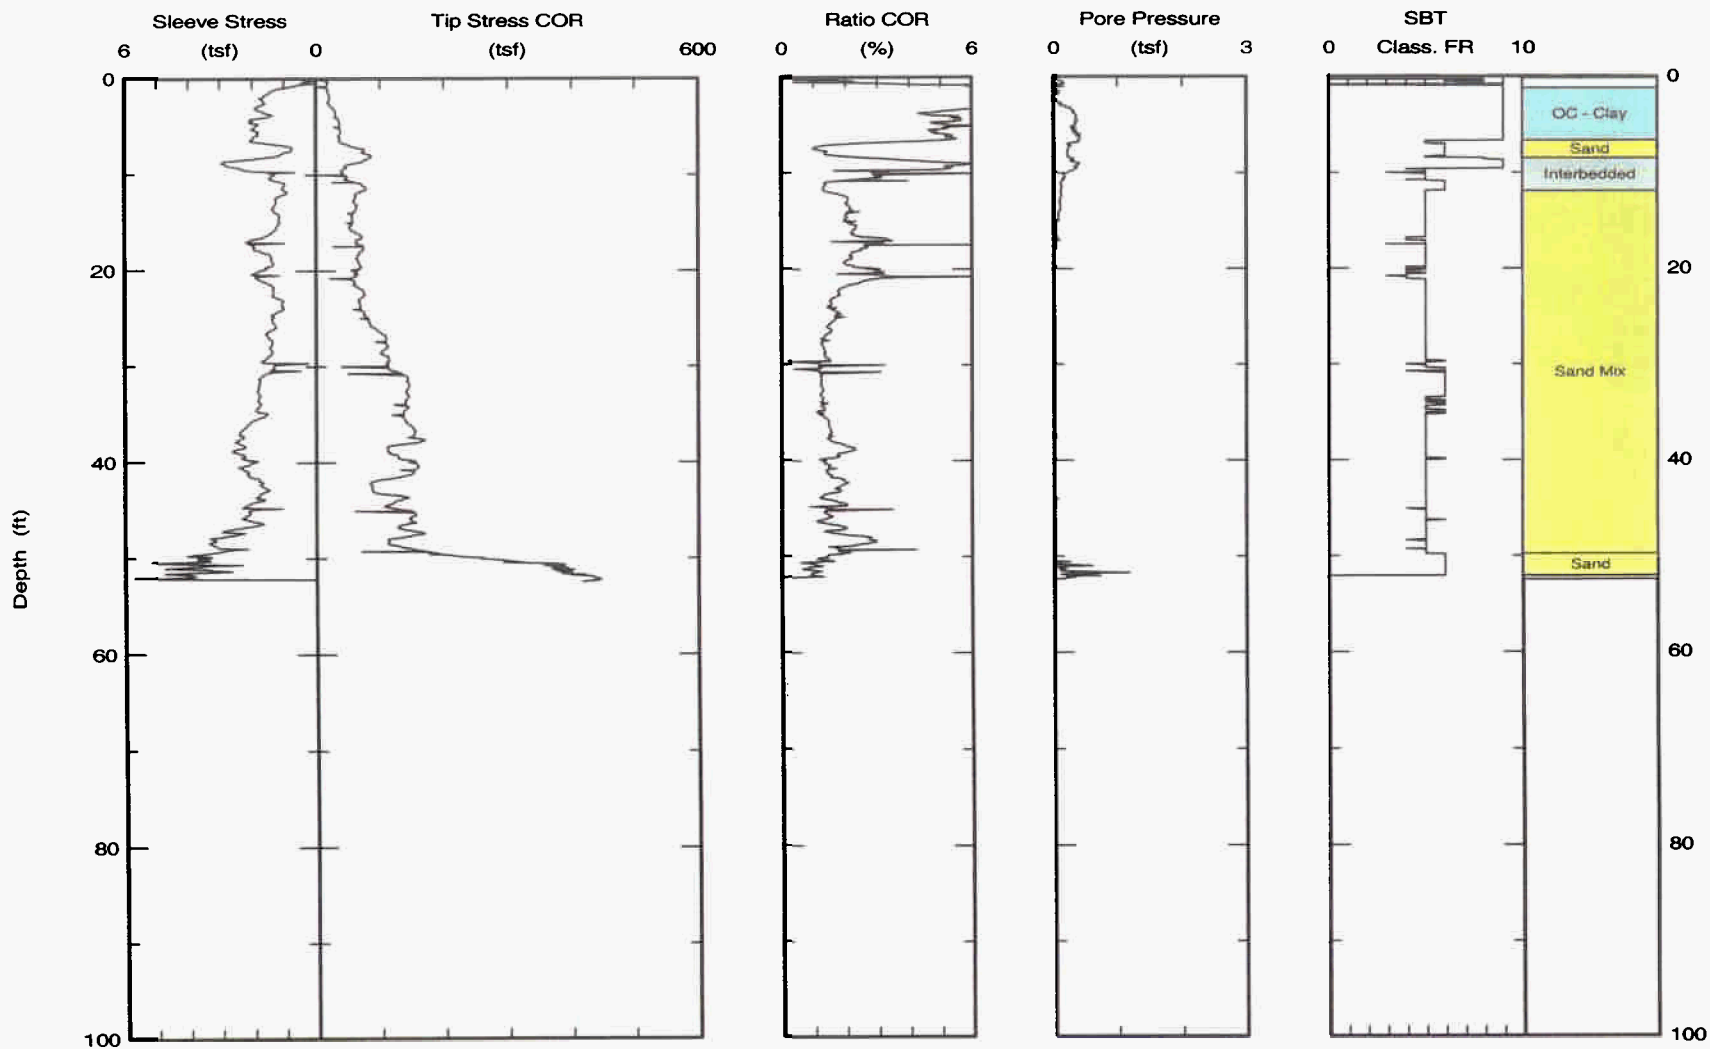 Sleeve Stress Tip Stress COR Ratio COR Pore Pressure SBT
(tsf) (tsf) (%) (tsf) Class. FR
6 0 600 0 6 0 3 0 10
0 0
OC - Clay
Sand
Interbedded
20 20
Sand Mix
40 40
Depth (ft)
Sand
60 60
80 80
100 100